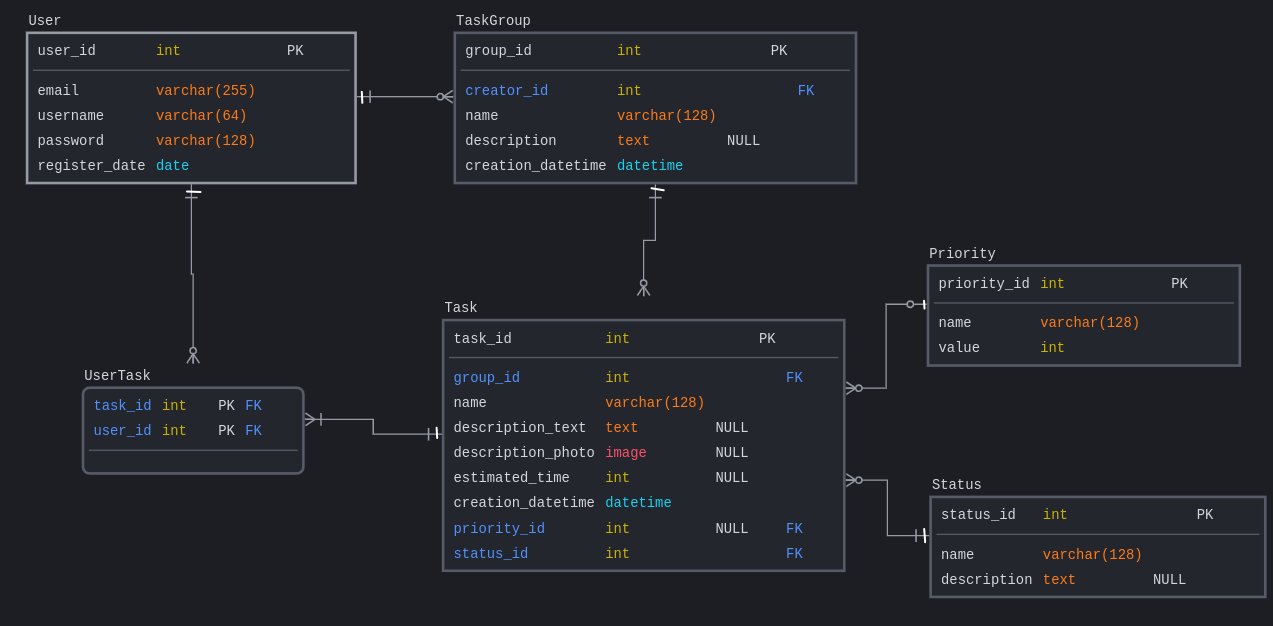 User
user_id int PK
email varchar(255)
username varchar(64)
password varchar(128)
register_date date
TaskGroup
group_id int PK
creator_id int FK
name varchar(128)
description text NULL
creation_datetime datetime
Priority
priority_id int PK
name varchar(128)
value int
Task
task_id int PK
group_id int FK
name varchar(128)
description_text text NULL
description_photo image NULL
estimated_time int NULL
creation_datetime datetime
priority_id int NULL FK
status_id int FK
UserTask
task_id int PK FK
user_id int PK FK
Status
status_id int PK
name varchar(128)
description text NULL